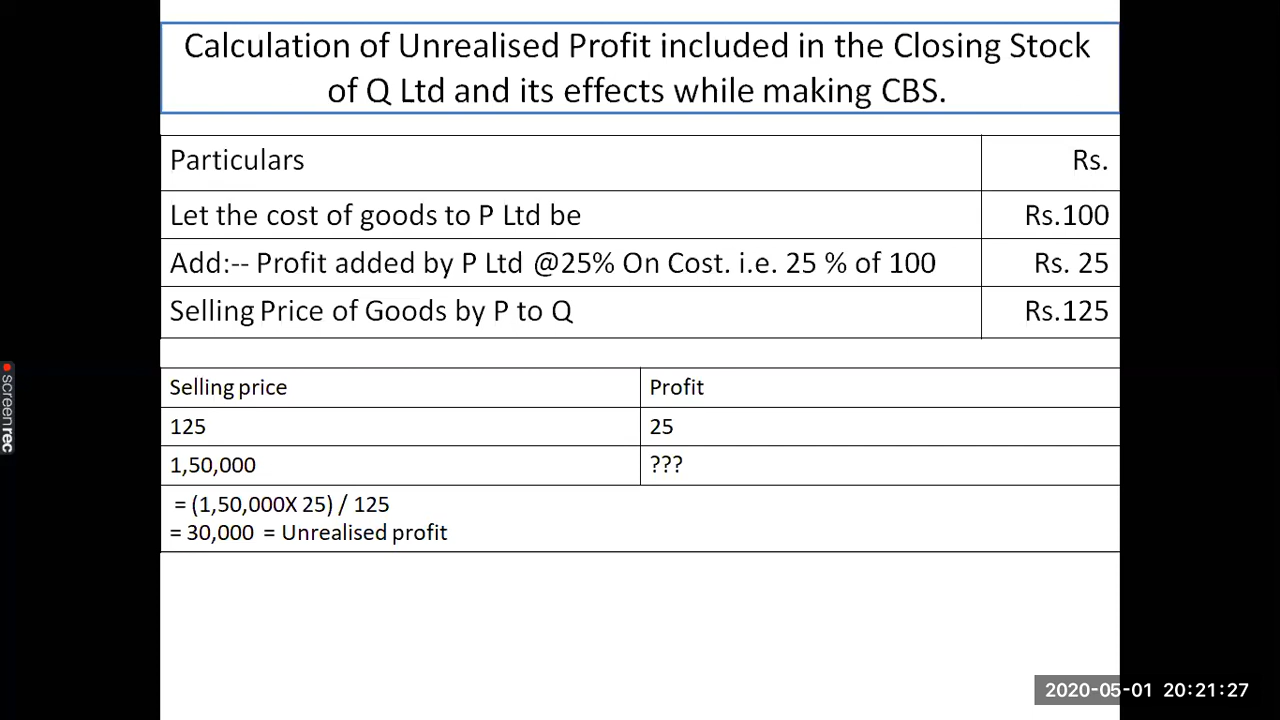 Calculation of Unrealised Profit included in the Closing Stock
of Q Ltd and its effects while making CBS.
Particulars Rs.
Let the cost of goods to P Ltd be Rs.100
Add:-- Profit added by P Ltd @25% On Cost. i.e. 25 % of 100 Rs. 25
Selling Price of Goods by P to Q Rs.125
Selling price Profit
125 25
1,50,000 ???
= (1,50,000X 25) / 125
= 30,000 = Unrealised profit
screenrec
2020-05-01 20:21:27